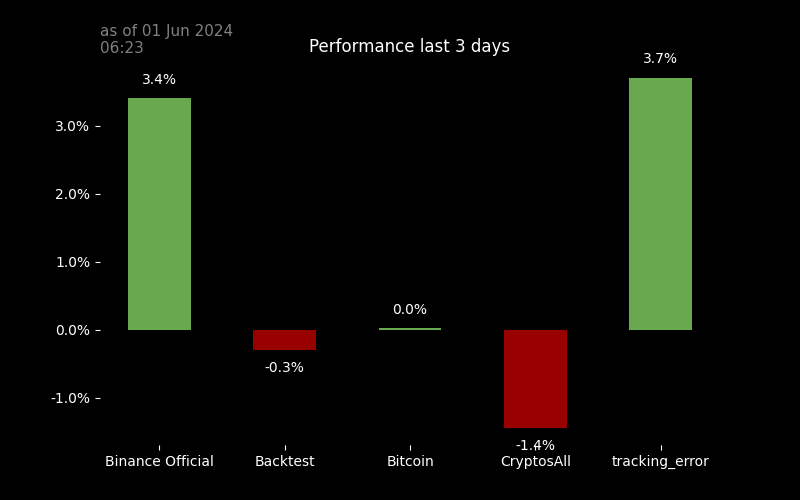 as of 01 Jun 2024
06:23
Performance last 3 days
3.7%
3.4%
3.0%
2.0%
1.0%
0.0%
0.0%
-0.3%
-1.0%
-1.4%
Binance Official
Backtest
Bitcoin
CryptosAll
tracking_error